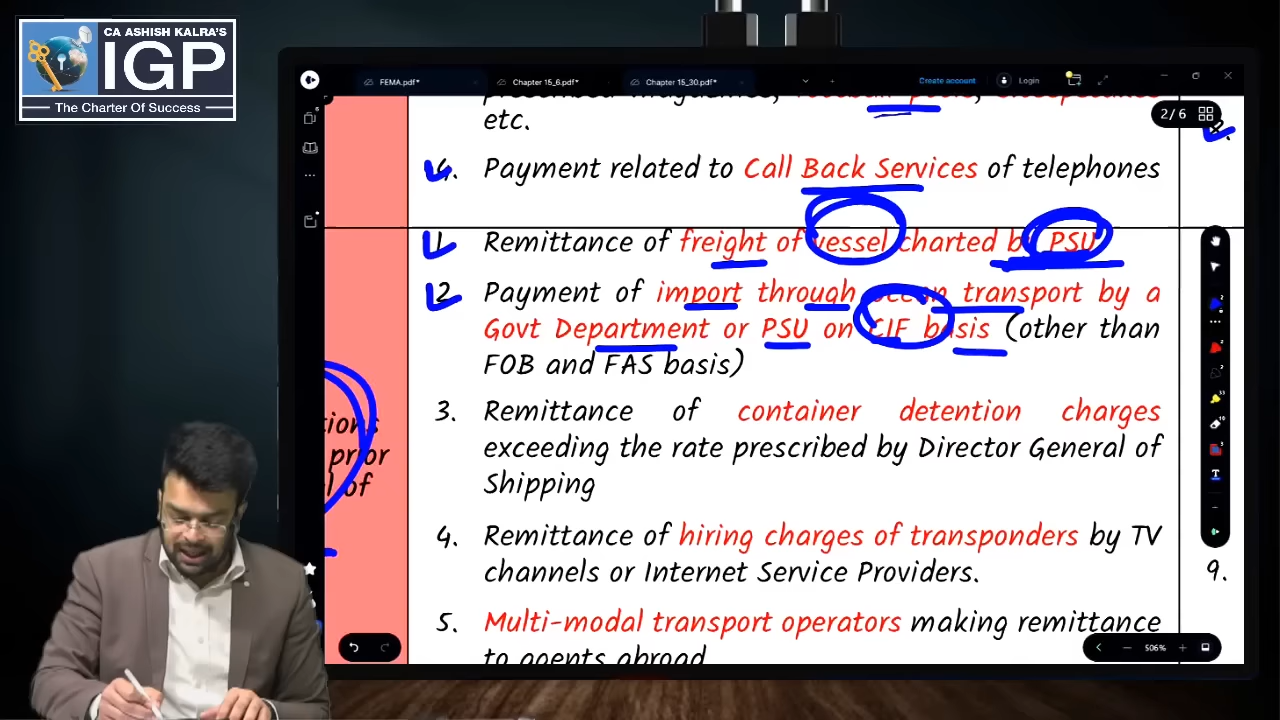 CA ASHISH KALRA'S
IGP
The Charter Of Success
FEMA.pdf*
Chapter 15_6.pdf*
Chapter 15_30.pdf*
Create account
Login
2/6
etc.
4. Payment related to Call Back Services of telephones
1. Remittance of freight of vessel charted by PSU
2. Payment of import through ocean transport by a
Govt Department or PSU on CIF basis (other than
FOB and FAS basis)
3. Remittance of container detention charges
exceeding the rate prescribed by Director General of
Shipping
4. Remittance of hiring charges of transponders by TV
channels or Internet Service Providers.
5. Multi-modal transport operators making remittance
to agents abroad
tions
prior
of
9.
506%